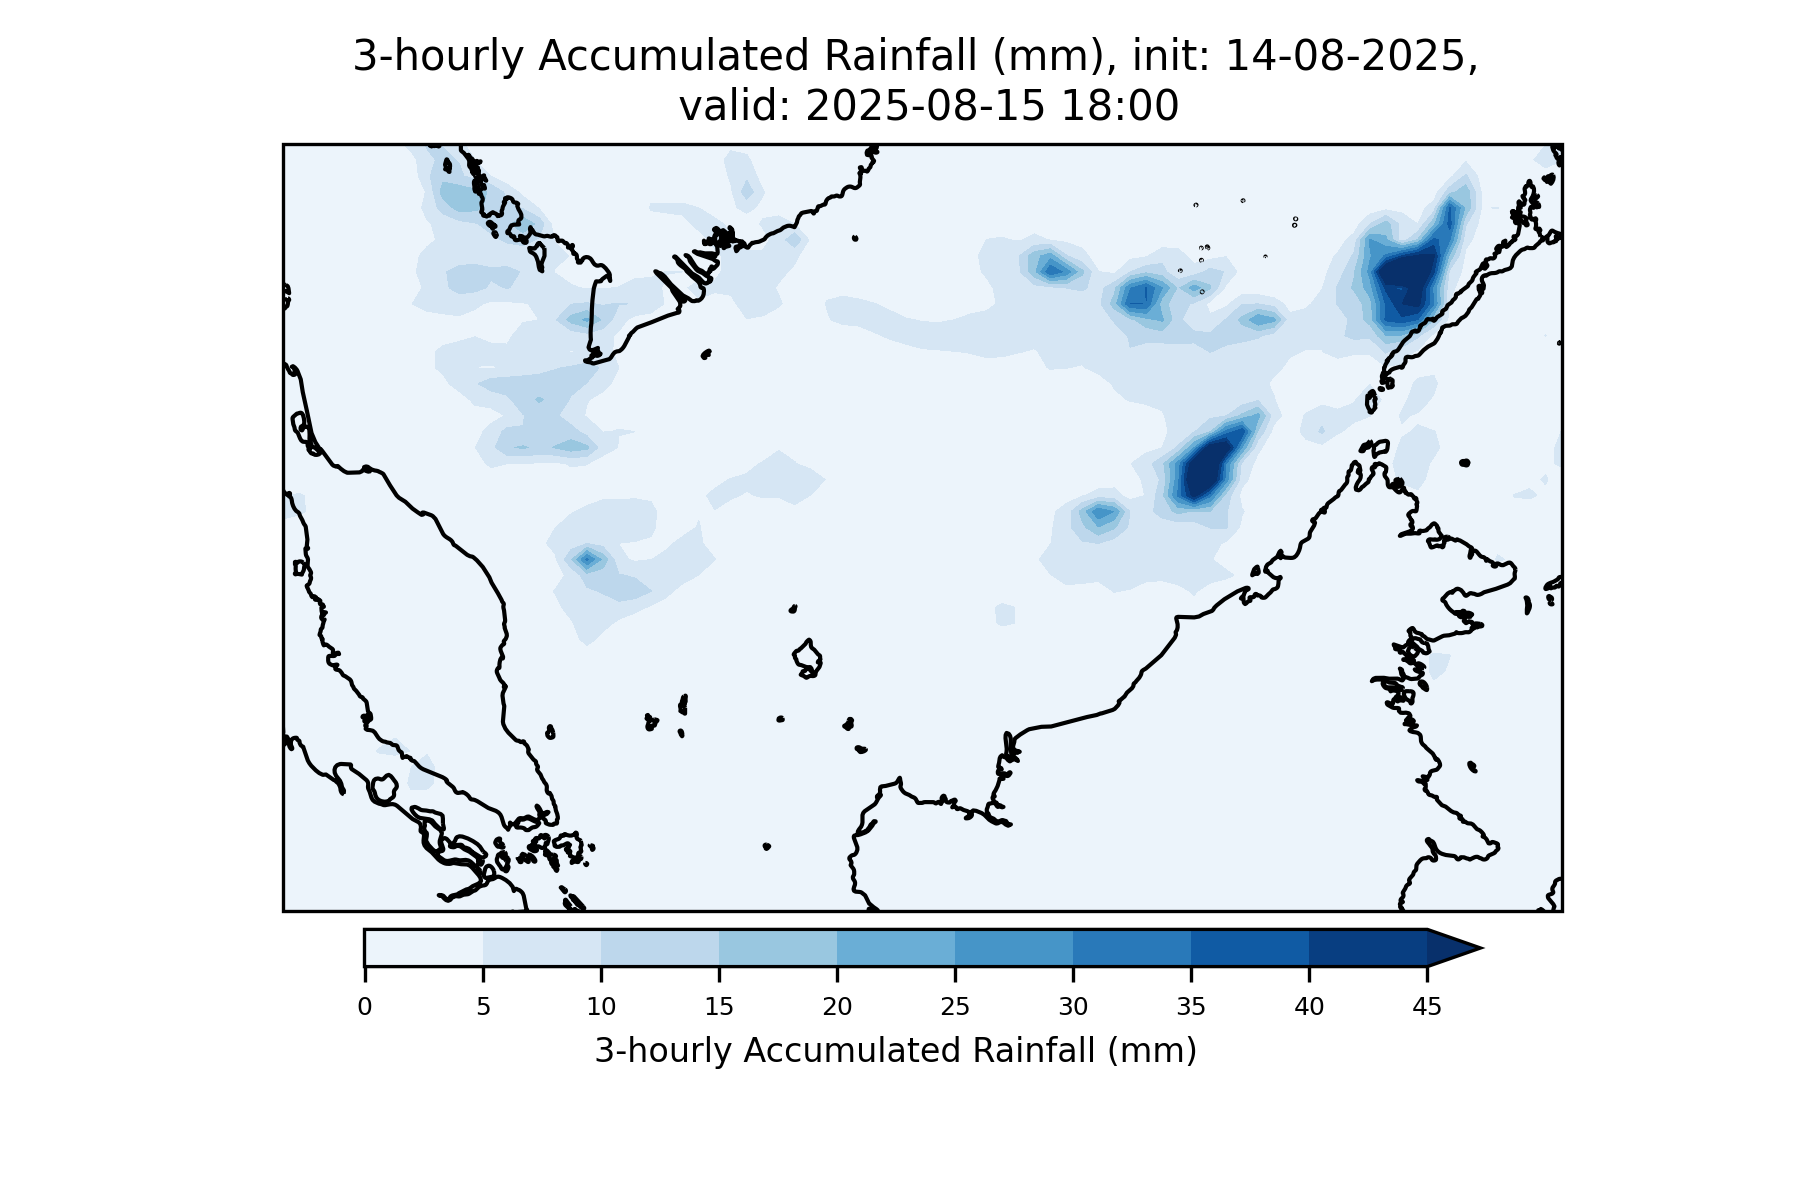 3-hourly Accumulated Rainfall (mm), init: 14-08-2025,
valid: 2025-08-15 18:00
0 5 10 15 20 25 30 35 40 45
3-hourly Accumulated Rainfall (mm)